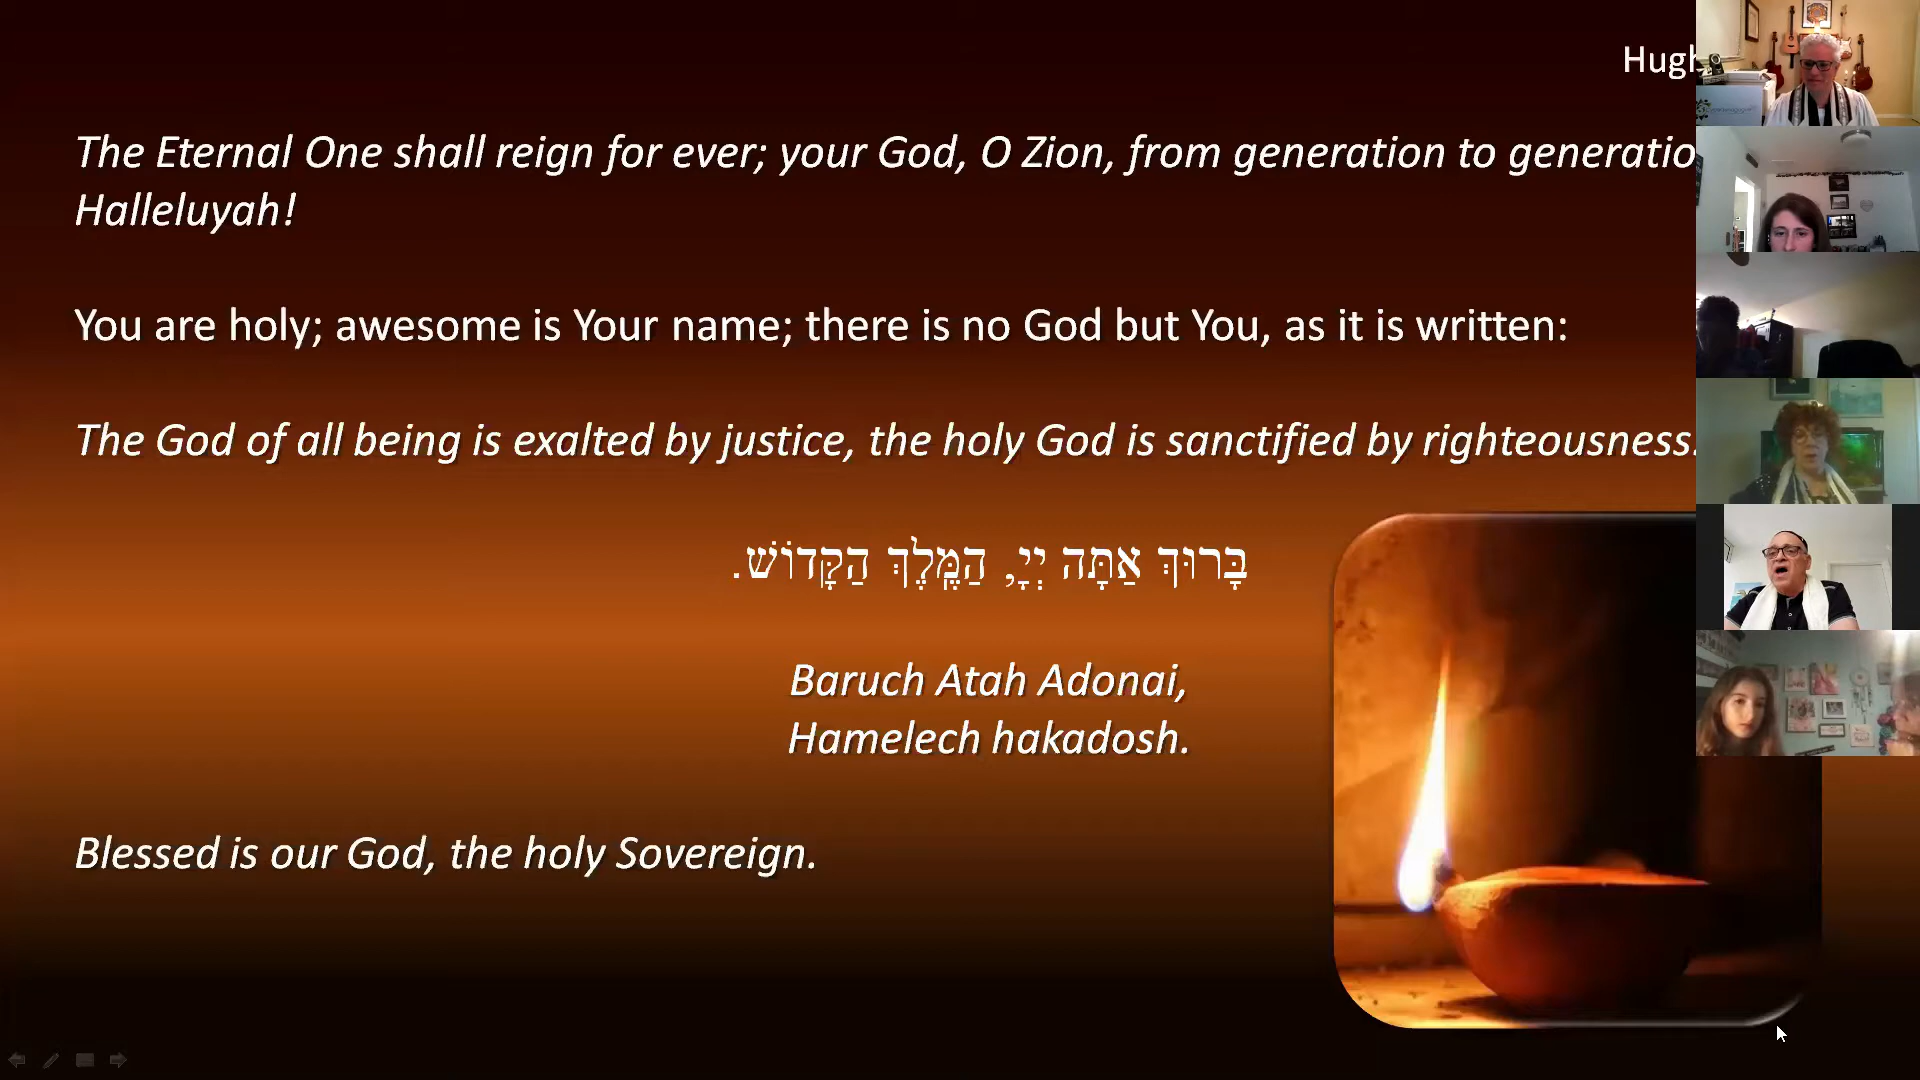 Hugh
The Eternal One shall reign for ever; your God, O Zion, from generation to
Halleluyah!
You are holy; awesome is Your name; there is no God but You, as it is written:
The God of all being is exalted by justice, the holy God is sanctified by righteousness.
בָּרוּךְ אַתָּה יְיָ, הַמֶּֽלֶךְ הַקָּדוֹשׁ.
Baruch Atah Adonai,
Hamelech hakadosh.
Blessed is our God, the holy Sovereign.